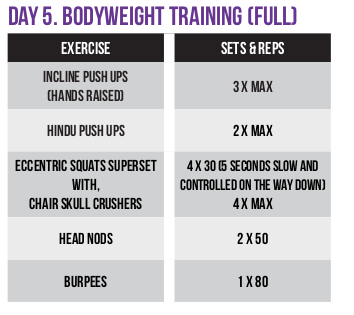 DAY 5. BODYWEIGHT TRAINING (FULL)
EXERCISE
SETS & REPS
INCLINE PUSH UPS
(HANDS RAISED)
3 X MAX
HINDU PUSH UPS
2 X MAX
ECCENTRIC SQUATS SUPERSET
WITH,
CHAIR SKULL CRUSHERS
4 X 30 (5 SECONDS SLOW AND
CONTROLLED ON THE WAY DOWN)
4 X MAX
HEAD NODS
2 X 50
BURPEES
1 X 80